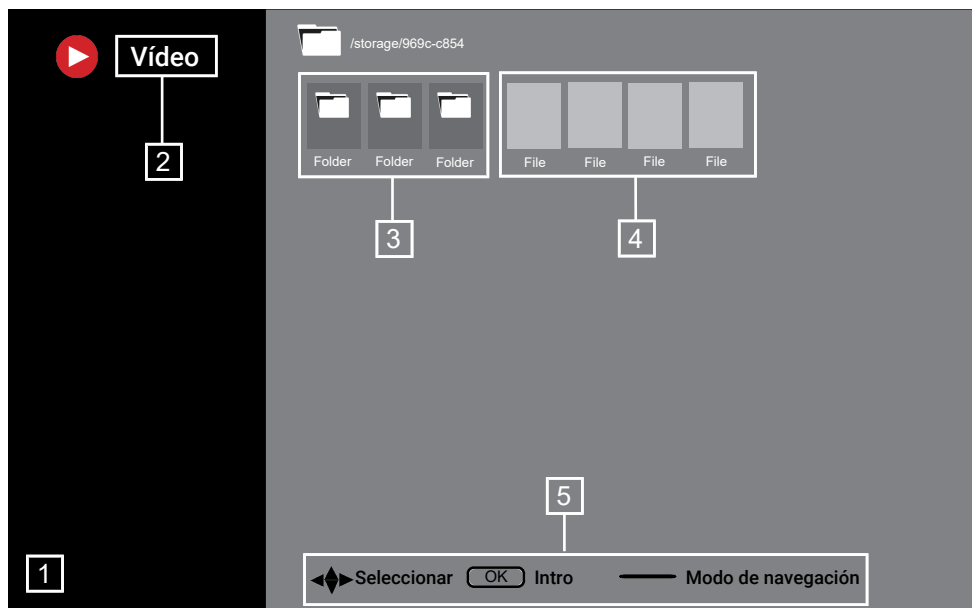 Vídeo
2
/storage/969c-c854
Folder Folder Folder
File File File File
3
4
5
1
Seleccionar OK Intro Modo de navegación